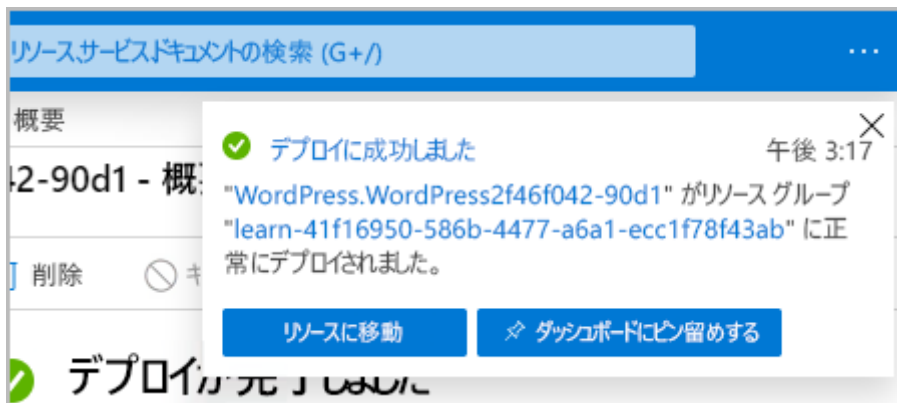 リソース、サービス、ドキュメントの検索 (G+/)
...
概要
デプロイに成功しました
午後 3:17
42-90d1 - 概
"WordPress.WordPress2f46f042-90d1" がリソース グループ
"learn-41f16950-586b-4477-a6a1-ecc1f78f43ab" に正
常にデプロイされました。
削除
キ
リソースに移動
ダッシュボードにピン留めする
デプロイが完了しました